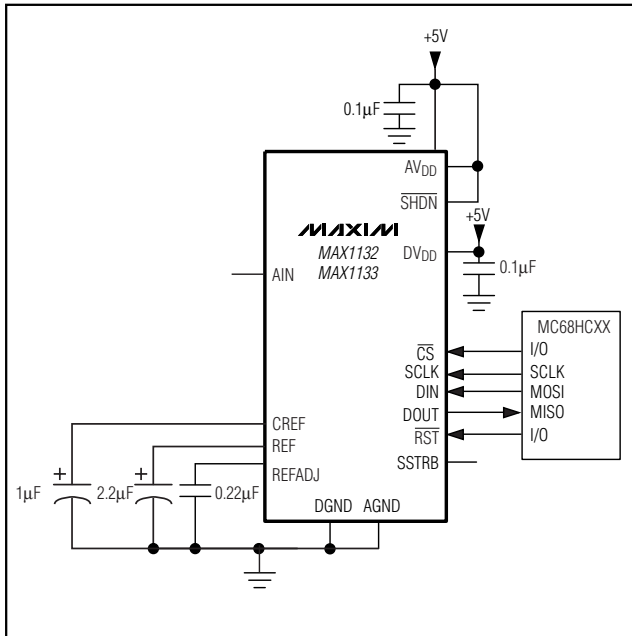 +5V
0.1μF
AVDD
SHDN
MAXIM
+5V
MAX1132
DVDD
MAX1133
AIN
0.1μF
MC68HCXX
CS
I/O
SCLK
SCLK
DIN
MOSI
DOUT
MISO
RST
I/O
CREF
REF
SSTRB
REFADJ
+
+
1μF
2.2μF
0.22μF
DGND
AGND